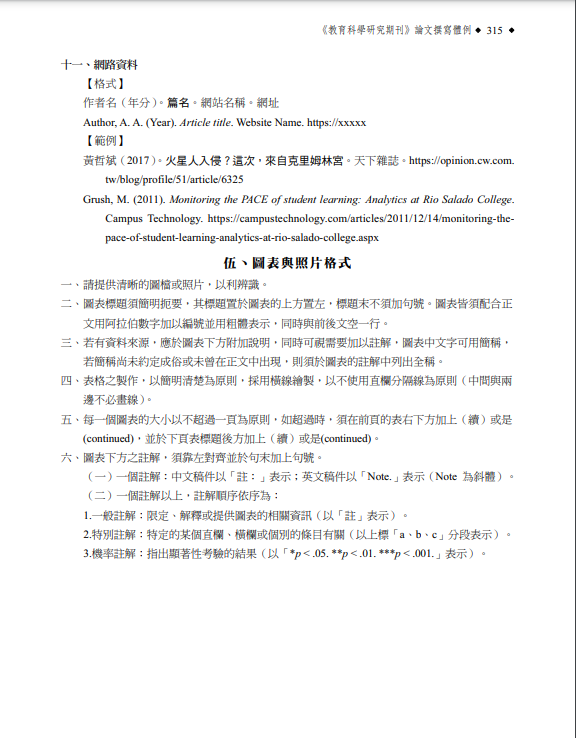 《教育科學研究期刊》論文撰寫體例◆ 315 ◆
十一、網路資料
【格式】
作者名（年分）。篇名。網站名稱。網址
Author, A. A. (Year). Article title. Website Name. https://xxxxx
【範例】
黃哲斌（2017）。火星人入侵？這次，來自克里姆林宮。天下雜誌。https://opinion.cw.com.
tw/blog/profile/51/article/6325
Grush, M. (2011). Monitoring the PACE of student learning: Analytics at Rio Salado College.
Campus Technology. https://campustechnology.com/articles/2011/12/14/monitoring-the-
pace-of-student-learning-analytics-at-rio-salado-college.aspx
伍、圖表與照片格式
一、請提供清晰的圖檔或照片，以利辨識。
二、圖表標題須簡明扼要，其標題置於圖表的上方置左，標題末不須加句號。圖表皆須配合正
文用阿拉伯數字加以編號並用粗體表示，同時與前後文空一行。
三、若有資料來源，應於圖表下方附加說明，同時可視需要加以註解，圖表中文字可用簡稱，
若簡稱尚未約定成俗或未曾在正文中出現，則須於圖表的註解中列出全稱。
四、表格之製作，以簡明清楚為原則，採用橫線繪製，以不使用直欄分隔線為原則（中間與兩
邊不必畫線）。
五、每一個圖表的大小以不超過一頁為原則，如超過時，須在前頁的表右下方加上（續）或是
(continued)，並於下頁表標題後方加上（續）或是(continued)。
六、圖表下方之註解，須靠左對齊並於句末加上句號。
（一）一個註解：中文稿件以「註：」表示；英文稿件以「Note.」表示（Note 為斜體）。
（二）一個註解以上，註解順序依序為：
1.一般註解：限定、解釋或提供圖表的相關資訊（以「註」表示）。
2.特別註解：特定的某個直欄、橫欄或個別的條目有關（以上標「a、b、c」分段表示）。
3.機率註解：指出顯著性考驗的結果（以「*p < .05. **p < .01. ***p < .001.」表示）。